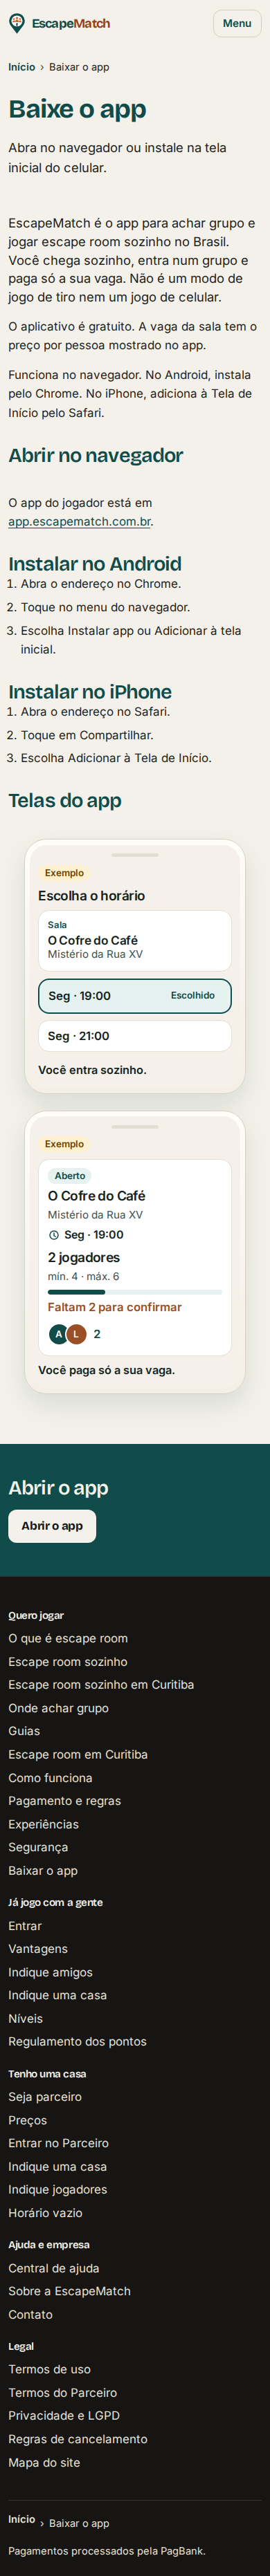 EscapeMatch
Menu
Início › Baixar o app
Baixe o app
Abra no navegador ou instale na tela
inicial do celular.
EscapeMatch é o app para achar grupo e
jogar escape room sozinho no Brasil.
Você chega sozinho, entra num grupo e
paga só a sua vaga. Não é um modo de
jogo de tiro nem um jogo de celular.
O aplicativo é gratuito. A vaga da sala tem o
preço por pessoa mostrado no app.
Funciona no navegador. No Android, instala
pelo Chrome. No iPhone, adiciona à Tela de
Início pelo Safari.
Abrir no navegador
O app do jogador está em
app.escapematch.com.br.
Instalar no Android
1. Abra o endereço no Chrome.
2. Toque no menu do navegador.
3. Escolha Instalar app ou Adicionar à tela
inicial.
Instalar no iPhone
1. Abra o endereço no Safari.
2. Toque em Compartilhar.
3. Escolha Adicionar à Tela de Início.
Telas do app
Exemplo
Escolha o horário
Sala
O Cofre do Café
Mistério da Rua XV
Seg · 19:00 Escolhido
Seg · 21:00
Você entra sozinho.
Exemplo
Aberto
O Cofre do Café
Mistério da Rua XV
Seg · 19:00
2 jogadores
mín. 4 · máx. 6
Faltam 2 para confirmar
A L 2
Você paga só a sua vaga.
Abrir o app
Abrir o app
Quero jogar
O que é escape room
Escape room sozinho
Escape room sozinho em Curitiba
Onde achar grupo
Guias
Escape room em Curitiba
Como funciona
Pagamento e regras
Experiências
Segurança
Baixar o app
Já jogo com a gente
Entrar
Vantagens
Indique amigos
Indique uma casa
Níveis
Regulamento dos pontos
Tenho uma casa
Seja parceiro
Preços
Entrar no Parceiro
Indique uma casa
Indique jogadores
Horário vazio
Ajuda e empresa
Central de ajuda
Sobre a EscapeMatch
Contato
Legal
Termos de uso
Termos do Parceiro
Privacidade e LGPD
Regras de cancelamento
Mapa do site
Início › Baixar o app
Pagamentos processados pela PagBank.